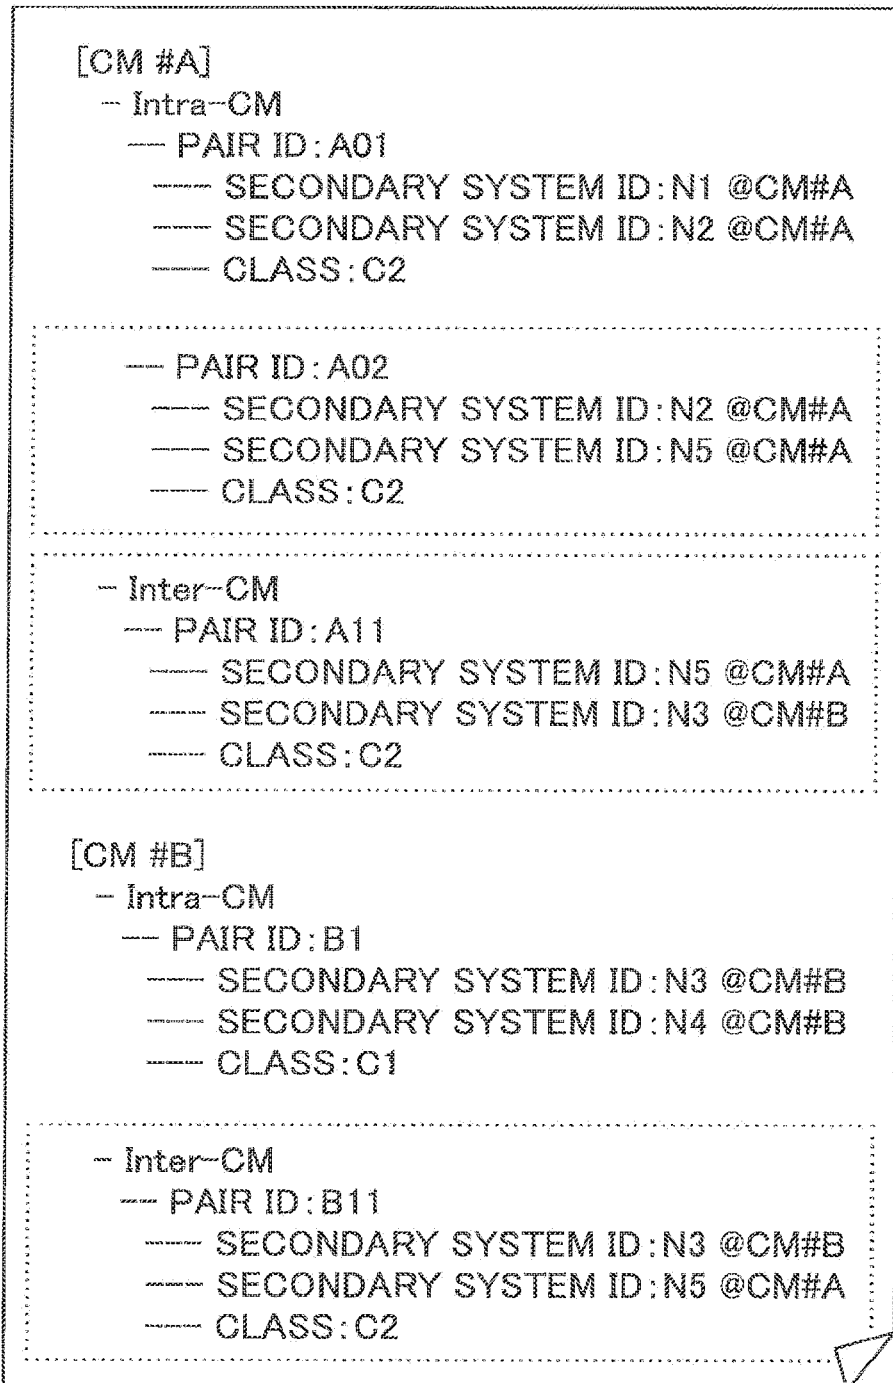 [CM #A]
- Intra-CM
-- PAIR ID:A01
--- SECONDARY SYSTEM ID:N1 @CM#A
--- SECONDARY SYSTEM ID:N2 @CM#A
--- CLASS:C2
-- PAIR ID:A02
--- SECONDARY SYSTEM ID:N2 @CM#A
--- SECONDARY SYSTEM ID:N5 @CM#A
--- CLASS:C2
- Inter-CM
-- PAIR ID:A11
--- SECONDARY SYSTEM ID:N5 @CM#A
--- SECONDARY SYSTEM ID:N3 @CM#B
--- CLASS:C2
[CM #B]
- Intra-CM
-- PAIR ID:B1
--- SECONDARY SYSTEM ID:N3 @CM#B
--- SECONDARY SYSTEM ID:N4 @CM#B
--- CLASS:C1
- Inter-CM
-- PAIR ID:B11
--- SECONDARY SYSTEM ID:N3 @CM#B
--- SECONDARY SYSTEM ID:N5 @CM#A
--- CLASS:C2